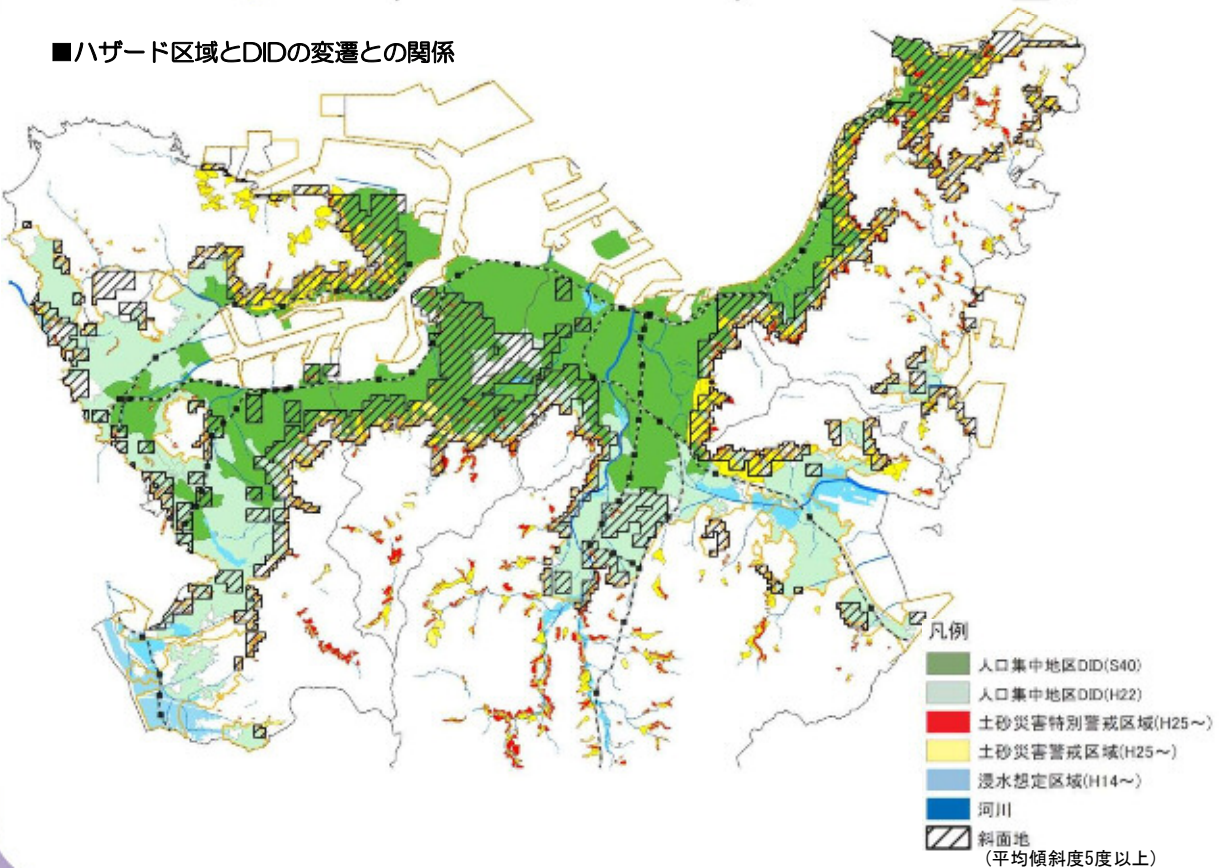 ■ハザード区域とDIDの変遷との関係
凡例
人口集中地区DID(S40)
人口集中地区DID(H22)
土砂災害特別警戒区域(H25～)
土砂災害警戒区域(H25～)
浸水想定区域(H14～)
河川
斜面地
(平均傾斜度5度以上)